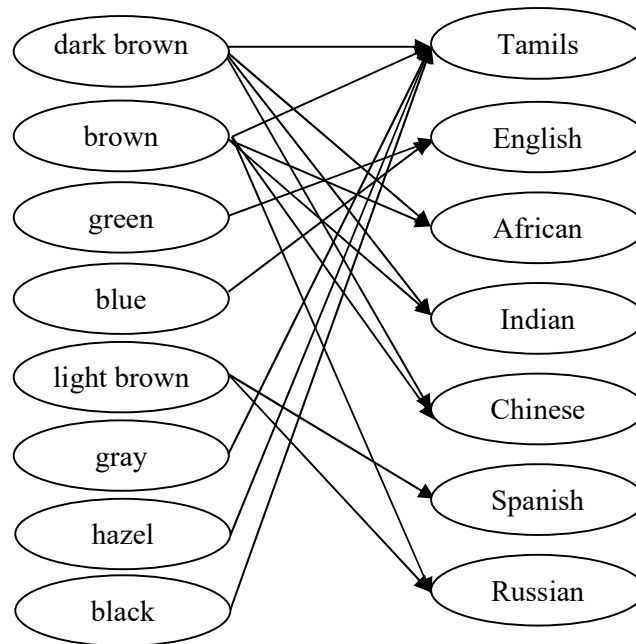 dark brown
brown
green
blue
light brown
gray
hazel
black
Tamils
English
African
Indian
Chinese
Spanish
Russian